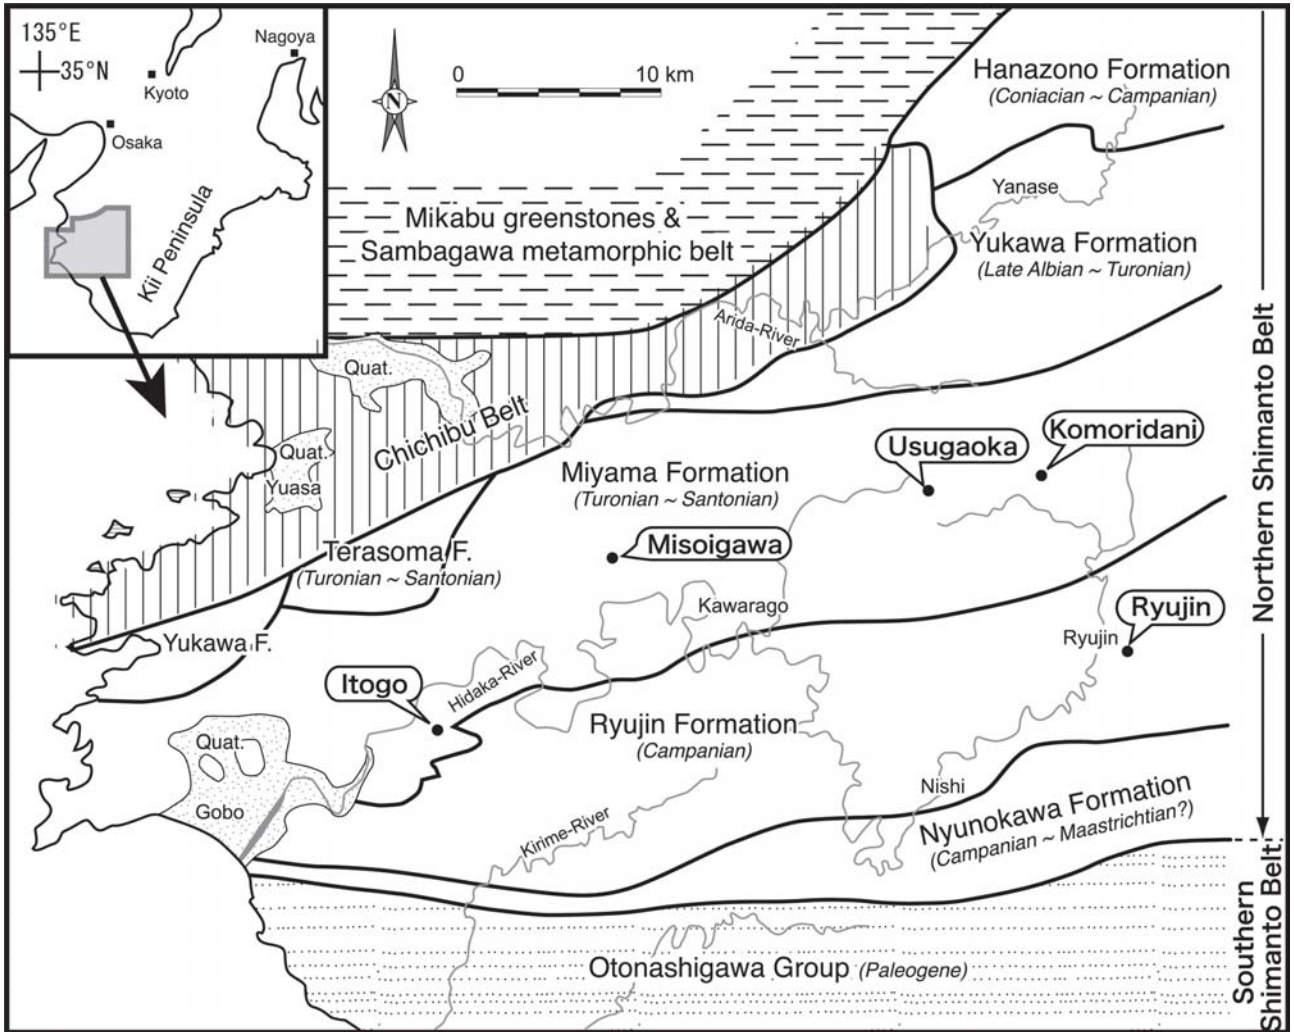 135°E
35°N
Nagoya
Kyoto
Osaka
Kii Peninsula
N
0 10 km
Hanazono Formation
(Coniacian ~ Campanian)
Mikabu greenstones &
Sambagawa metamorphic belt
Yanase
Yukawa Formation
(Late Albian ~ Turonian)
Arida-River
Quat.
Chichibu Belt
Quat.
Yuasa
Miyama Formation
(Turonian ~ Santonian)
Usugaoka
Komoridani
Terasoma F.
(Turonian ~ Santonian)
Misoigawa
Kawarago
Ryujin
Ryujin
Yukawa F.
Itogo
Hidaka-River
Ryujin Formation
(Campanian)
Quat.
Gobo
Kirime-River
Nishi
Nyunokawa Formation
(Campanian ~ Maastrichtian?)
Otonashigawa Group (Paleogene)
Northern Shimanto Belt
Southern
Shimanto Belt